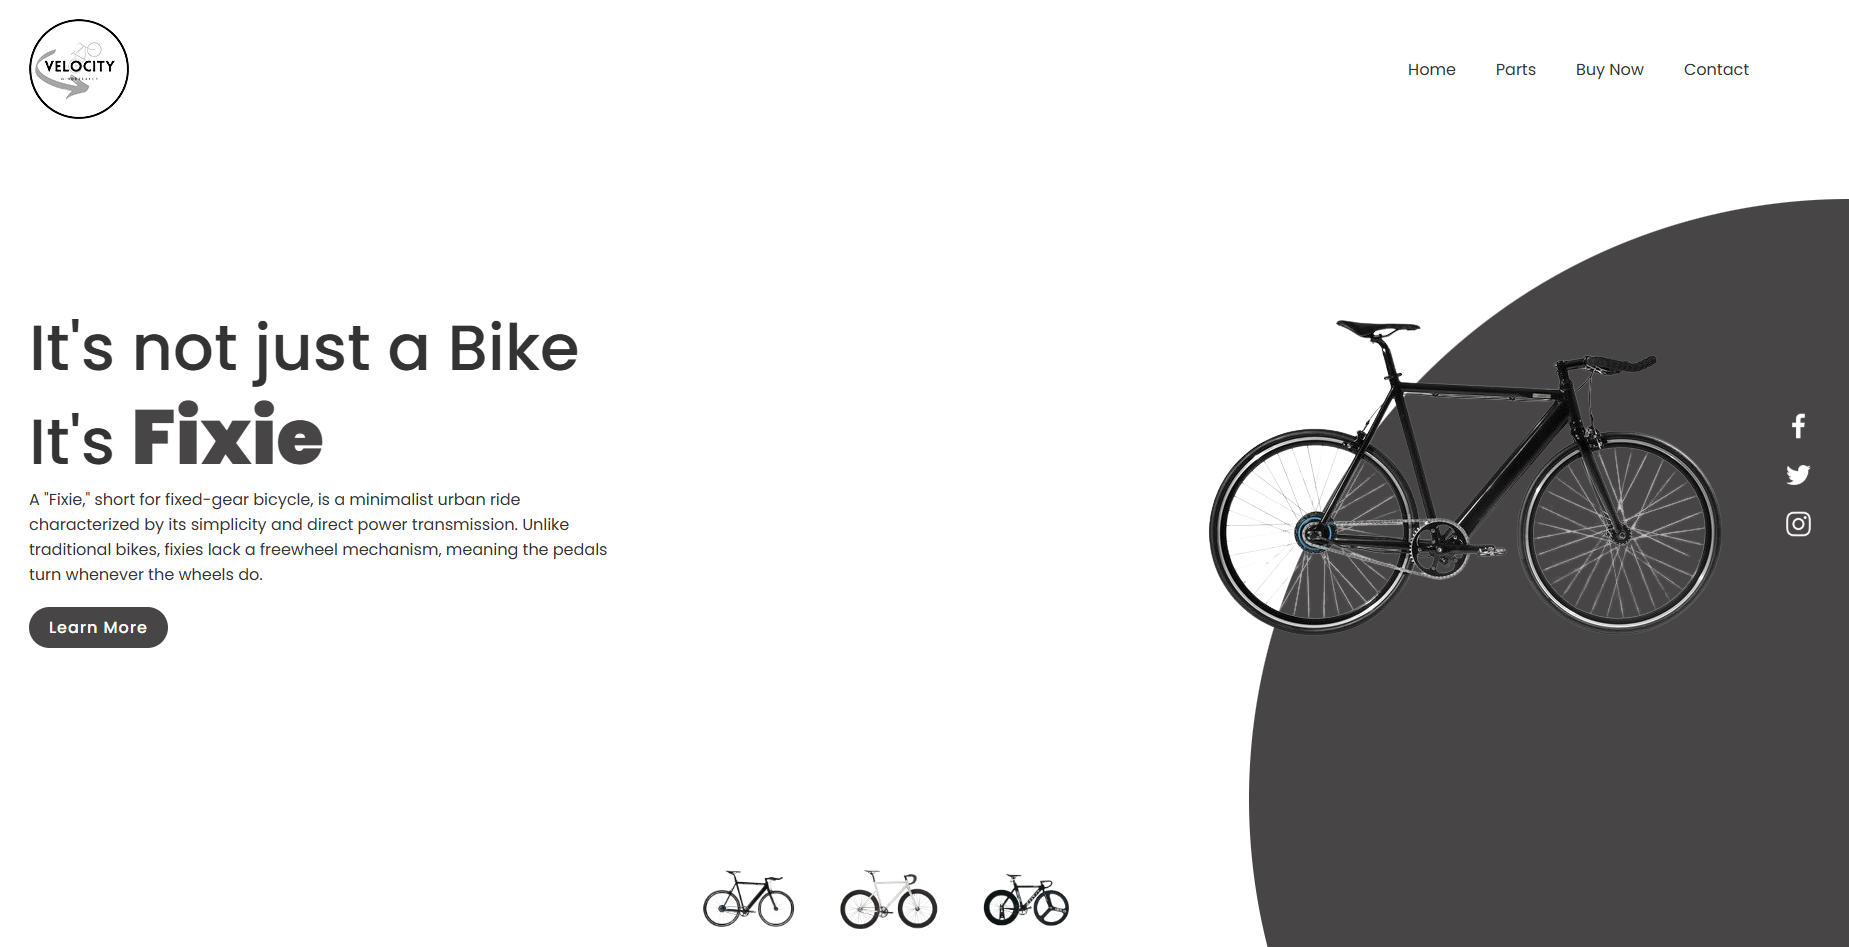 VELOCITY
Home
Parts
Buy Now
Contact
It's not just a Bike
It's Fixie
A "Fixie," short for fixed-gear bicycle, is a minimalist urban ride
characterized by its simplicity and direct power transmission. Unlike
traditional bikes, fixies lack a freewheel mechanism, meaning the pedals
turn whenever the wheels do.
Learn More